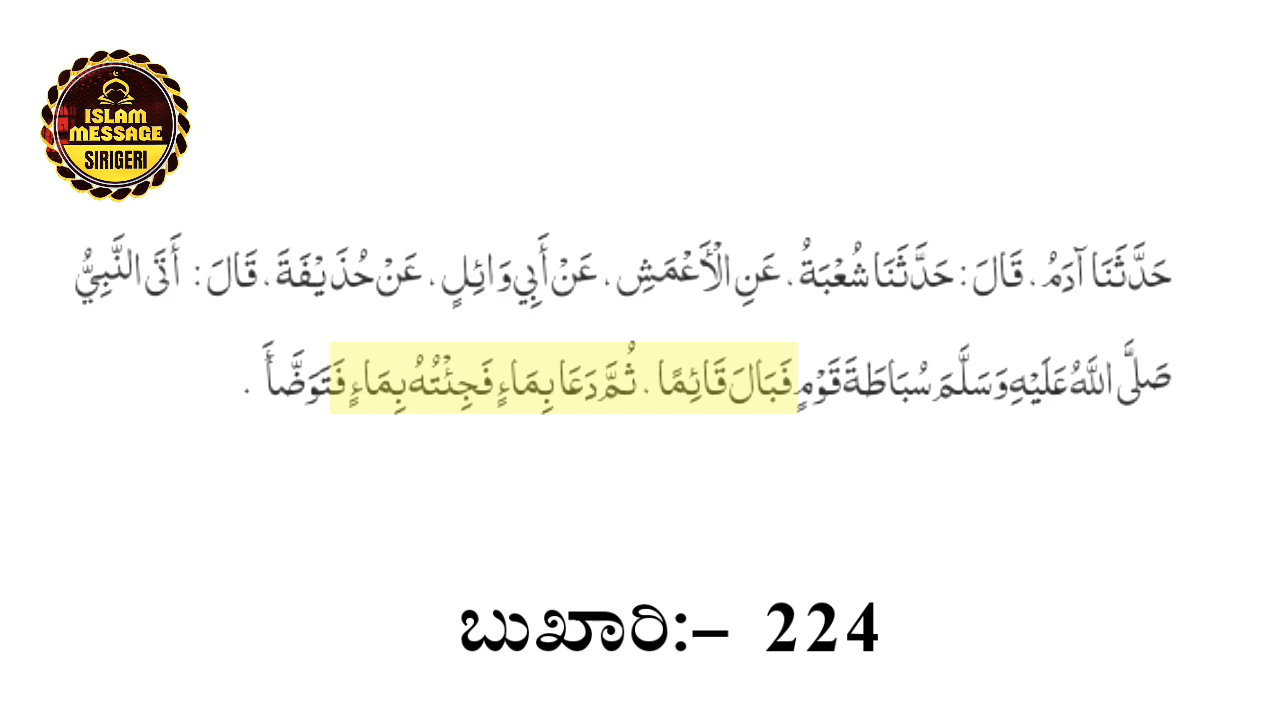 ISLAM
MESSAGE
SIRIGERI
حَدَّثَنَا آدَمُ، قَالَ: حَدَّثَنَا شُعْبَةُ، عَنِ الْأَعْمَشِ، عَنْ أَبِي وَائِلٍ، عَنْ حُذَيْفَةَ، قَالَ: أَتَى النَّبِيُّ
صَلَّى اللَّهُ عَلَيْهِ وَسَلَّمَ سُبَاطَةَ قَوْمٍ فَبَالَ قَائِمًا، ثُمَّ دَعَا بِمَاءٍ فَجِئْتُهُ بِمَاءٍ فَتَوَضَّأَ .
ಬುಖಾರಿ:– 224